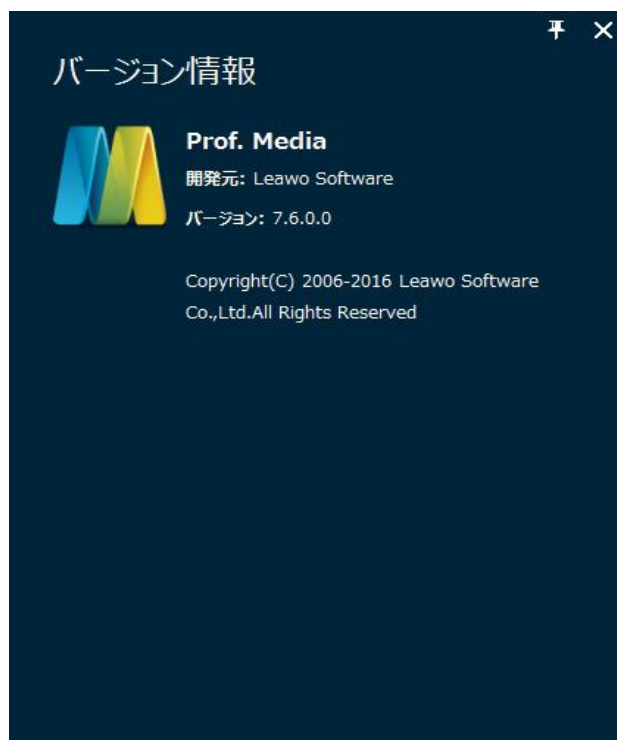 バージョン情報
Prof. Media
開発元: Leawo Software
バージョン: 7.6.0.0
Copyright(C) 2006-2016 Leawo Software
Co.,Ltd.All Rights Reserved